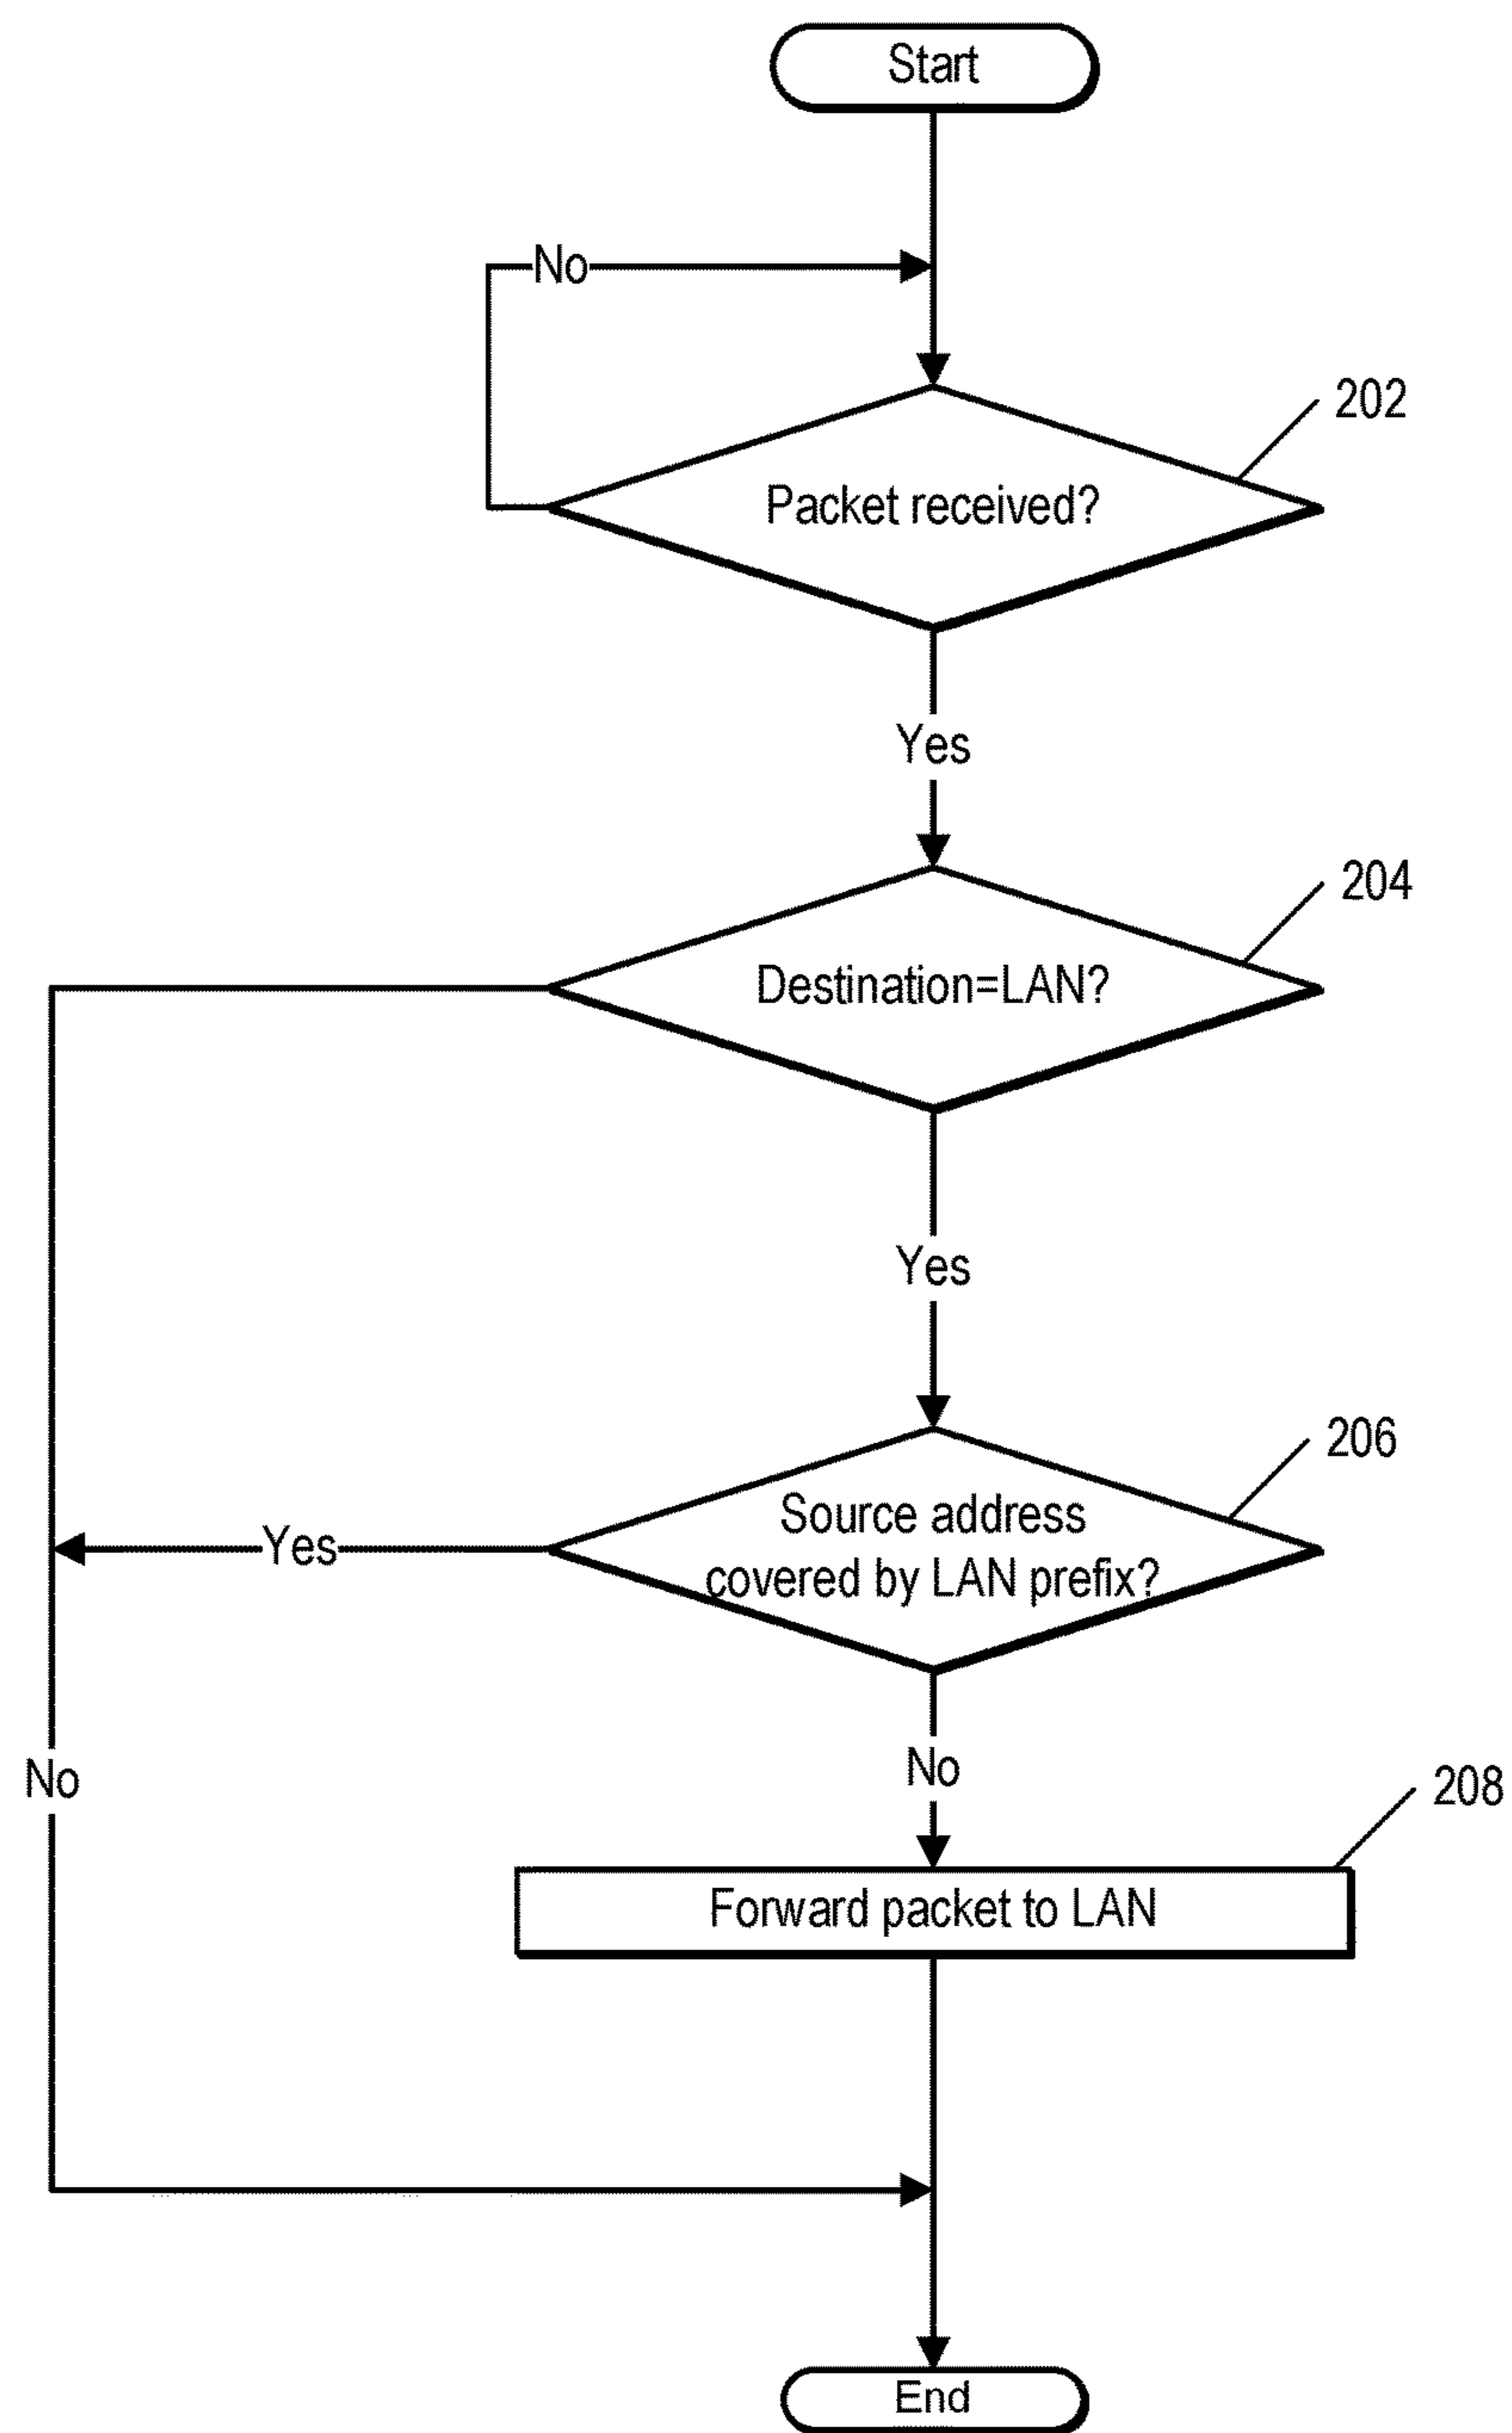 Start
No
202
Packet received?
Yes
204
Destination=LAN?
Yes
206
Source address
covered by LAN prefix?
Yes
No
No
208
Forward packet to LAN
End